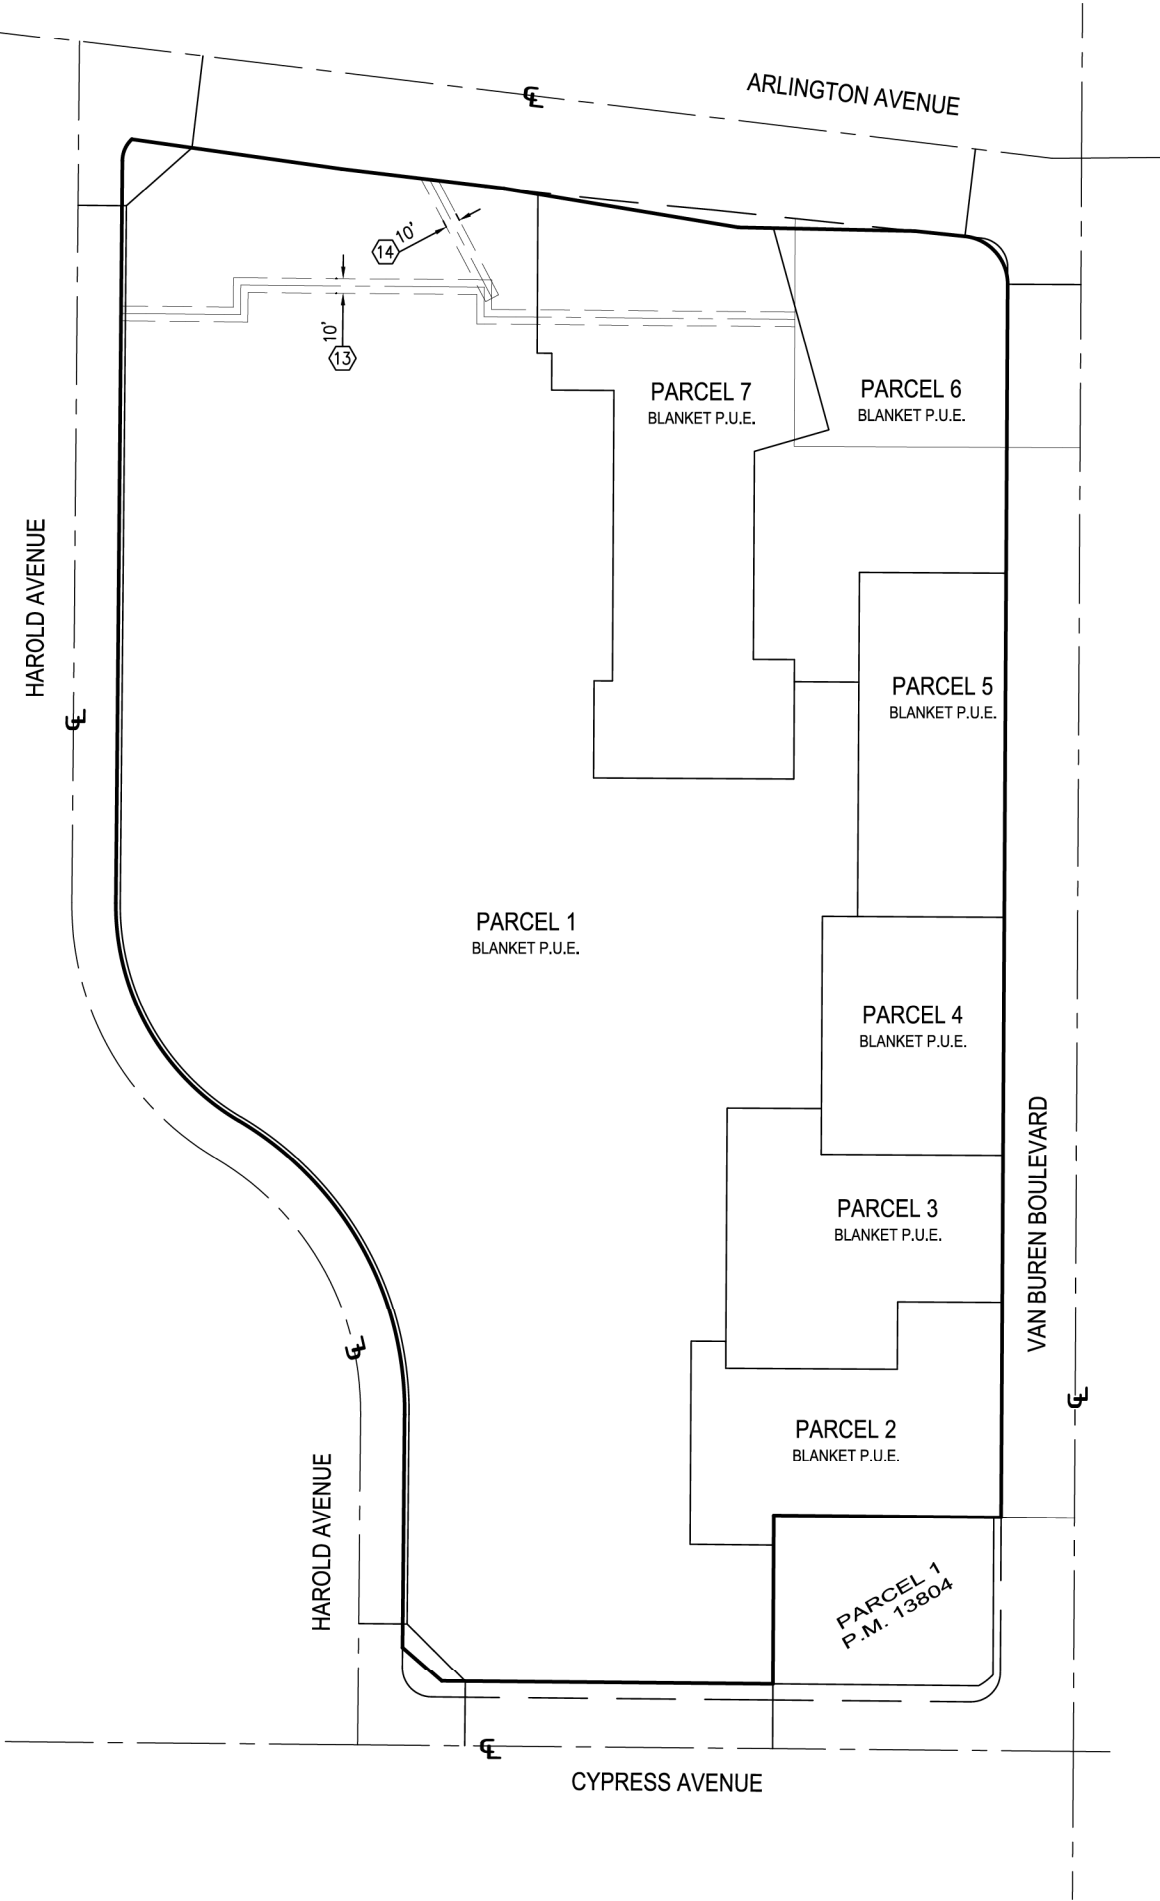 ARLINGTON AVENUE
℄
10'
14
10'
13
PARCEL 7
BLANKET P.U.E.
PARCEL 6
BLANKET P.U.E.
HAROLD AVENUE
℄
PARCEL 5
BLANKET P.U.E.
PARCEL 1
BLANKET P.U.E.
PARCEL 4
BLANKET P.U.E.
PARCEL 3
BLANKET P.U.E.
VAN BUREN BOULEVARD
℄
℄
PARCEL 2
BLANKET P.U.E.
HAROLD AVENUE
PARCEL 1
P.M. 13804
℄
CYPRESS AVENUE